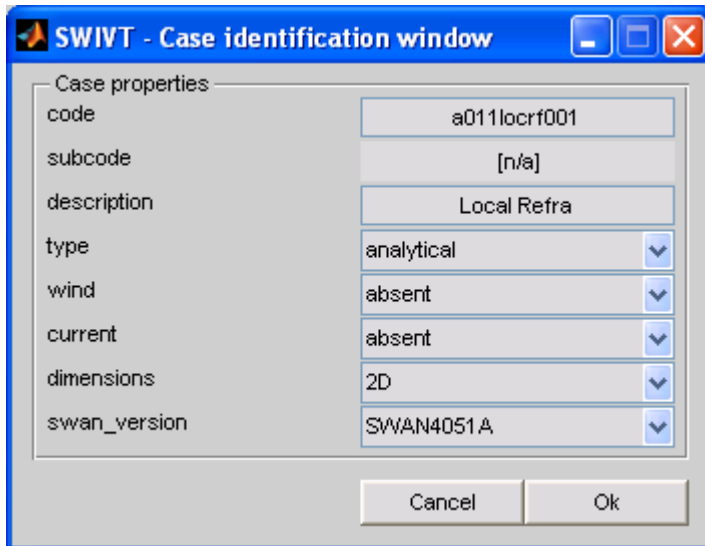 SWIVT - Case identification window
Case properties
code a011locrf001
subcode [n/a]
description Local Refra
type analytical
wind absent
current absent
dimensions 2D
swan_version SWAN4051A
Cancel Ok